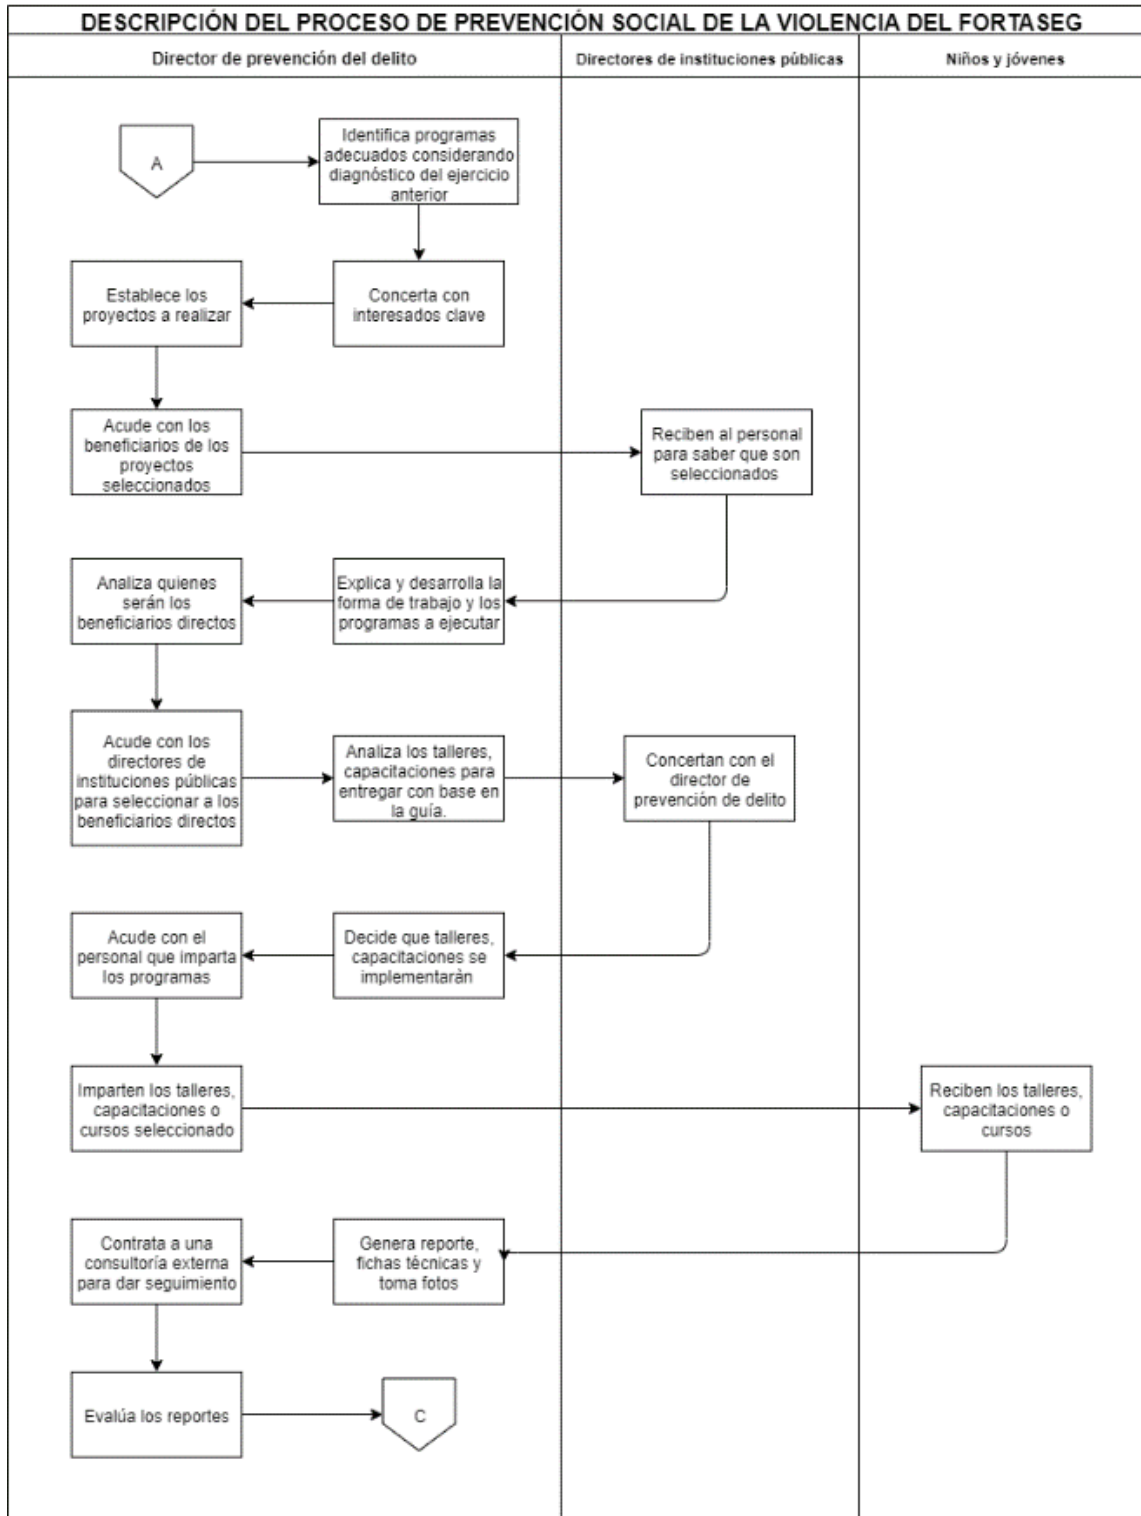 DESCRIPCIÓN DEL PROCESO DE PREVENCIÓN SOCIAL DE LA VIOLENCIA DEL FORTASEG
Director de prevención del delito
Directores de instituciones públicas
Niños y jóvenes
A
Identifica programas
adecuados considerando
diagnóstico del ejercicio
anterior
Establece los
proyectos a realizar
Concerta con
interesados clave
Acude con los
beneficiarios de los
proyectos
seleccionados
Reciben al personal
para saber que son
seleccionados
Analiza quienes
serán los
beneficiarios directos
Explica y desarrolla la
forma de trabajo y los
programas a ejecutar
Acude con los
directores de
instituciones públicas
para seleccionar a los
beneficiarios directos
Analiza los talleres,
capacitaciones para
entregar con base en
la guía.
Concertan con el
director de
prevención de delito
Acude con el
personal que imparta
los programas
Decide que talleres,
capacitaciones se
implementaràn
Imparten los talleres,
capacitaciones o
cursos seleccionado
Reciben los talleres,
capacitaciones o
cursos
Contrata a una
consultoría externa
para dar seguimiento
Genera reporte,
fichas técnicas y
toma fotos
Evalúa los reportes
C